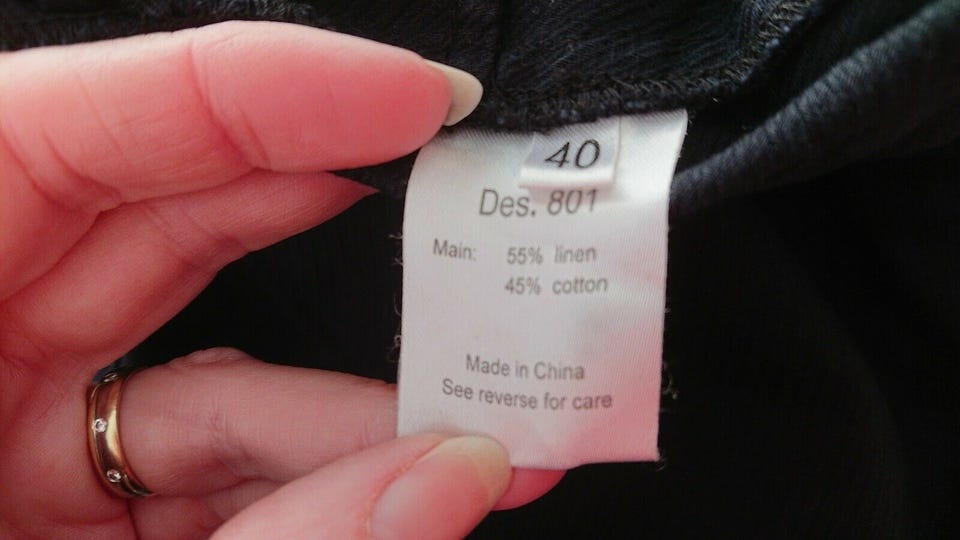 40
Des. 801
Main: 55% linen
45% cotton
Made in China
See reverse for care